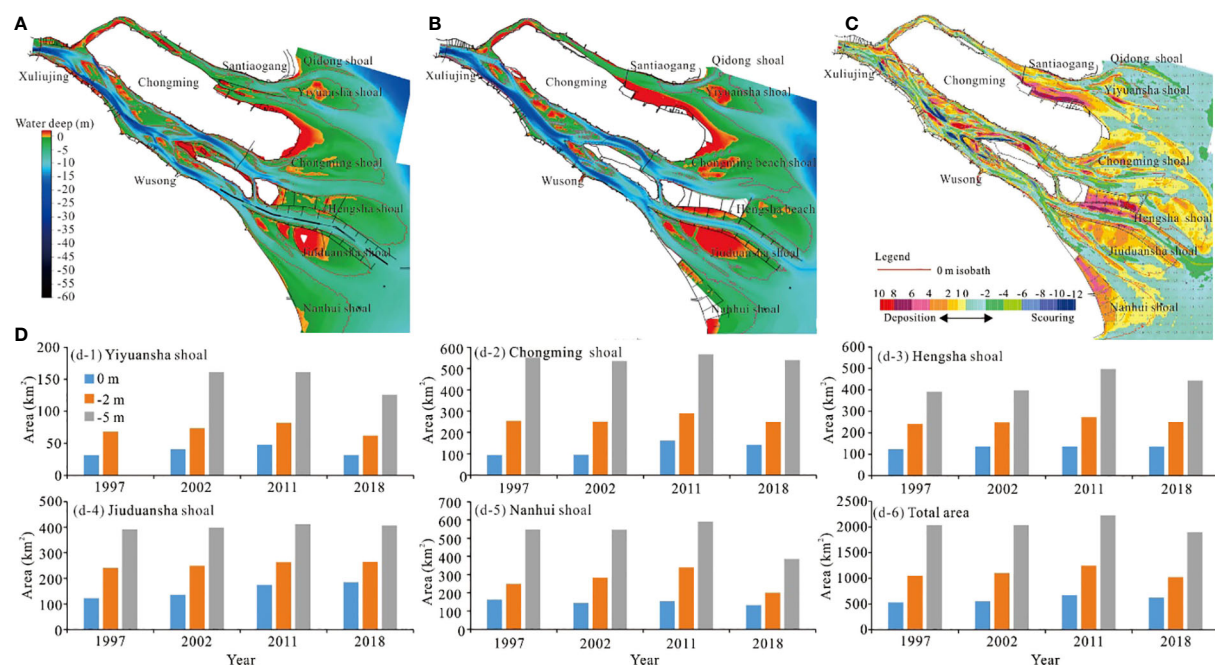 A
Xuliujing
Chongming
Santiaogang
Qidong shoal
Yiyuansha shoal
Water deep (m)
0
-5
-10
-15
-20
-25
-30
-35
-40
-45
-50
-55
-60
Chongming shoal
Wusong
Hengsha shoal
Jiuduansha shoal
Nanhui shoal
B
Xuliujing
Chongming
Santiaogang
Qidong shoal
Yiyuansha shoal
Chongming beach shoal
Wusong
Hengsha beach
Jiuduansha shoal
Nanhui shoal
C
Xuliujing
Chongming
Santiaogang
Qidong shoal
Yiyuansha shoal
Chongming shoal
Wusong
Hengsha shoal
Jiuduansha shoal
Legend
0 m isobath
10 8 6 4 2 10 -2 -4 -6 -8 -10 -12
Deposition
Scouring
Nanhui shoal
D
(d-1) Yiyuansha shoal
0 m
-2 m
-5 m
Area (km²)
200
150
100
50
0
1997 2002 2011 2018
(d-2) Chongming shoal
Area (km²)
600
500
400
300
200
100
0
1997 2002 2011 2018
(d-3) Hengsha shoal
Area (km²)
600
500
400
300
200
100
0
1997 2002 2011 2018
(d-4) Jiuduansha shoal
Area (km²)
500
400
300
200
100
0
1997 2002 2011 2018
Year
(d-5) Nanhui shoal
Area (km²)
700
600
500
400
300
200
100
0
1997 2002 2011 2018
Year
(d-6) Total area
Area (km²)
2500
2000
1500
1000
500
0
1997 2002 2011 2018
Year